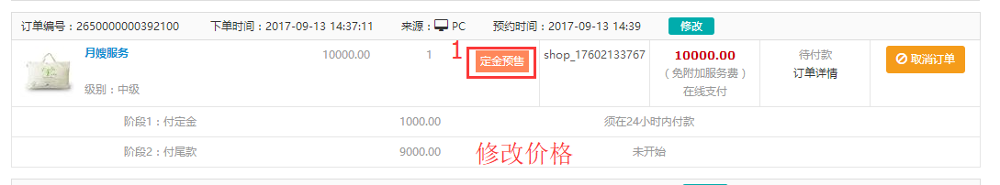 订单编号：2650000000392100 下单时间：2017-09-13 14:37:11 来源： PC 预约时间：2017-09-13 14:39 修改
月嫂服务 10000.00 1 1 定金预售 shop_17602133767 10000.00 待付款 取消订单
（免附加服务费） 订单详情
级别：中级 在线支付
阶段1：付定金 1000.00 须在24小时内付款
阶段2：付尾款 9000.00 修改价格 未开始